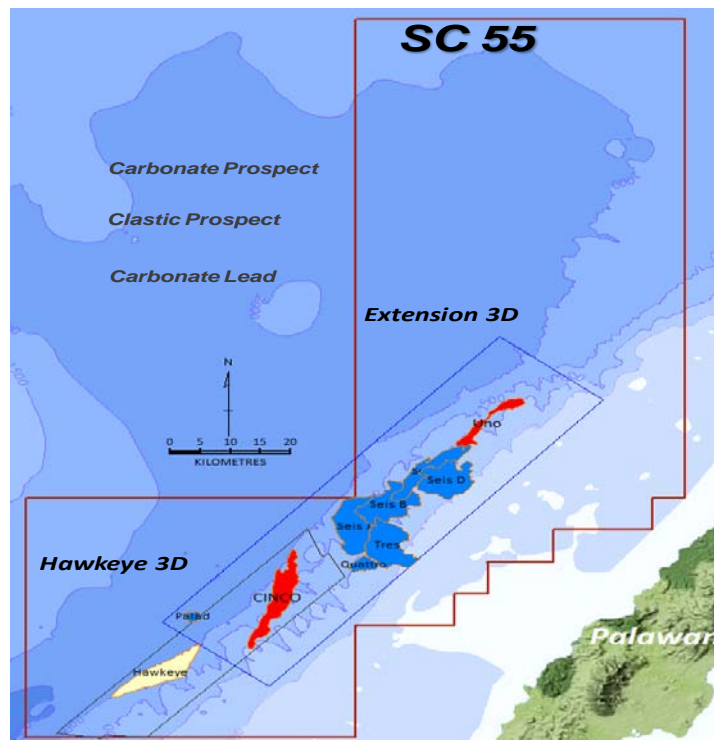 SC 55
Carbonate Prospect
Clastic Prospect
Carbonate Lead
Extension 3D
N
0 5 10 15 20
KILOMETRES
Uno
Seis D
Seis B
Seis
Tres
Quattro
Hawkeye 3D
CINCO
Hawkeye
Palawan